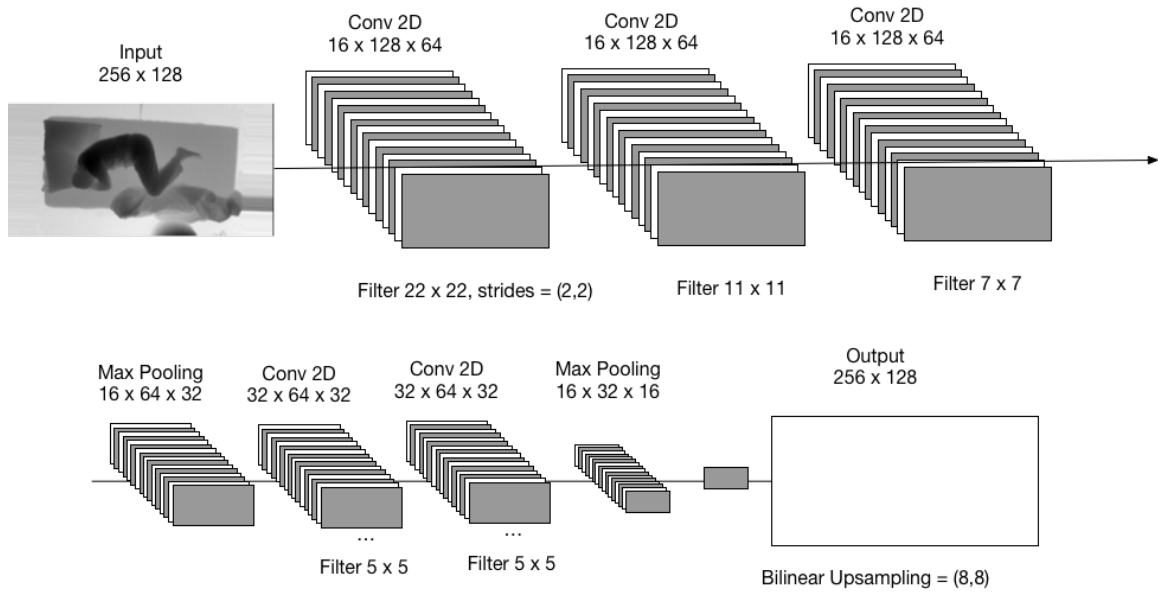 Input
256 x 128
Conv 2D
16 x 128 x 64
Conv 2D
16 x 128 x 64
Conv 2D
16 x 128 x 64
Filter 22 x 22, strides = (2,2)
Filter 11 x 11
Filter 7 x 7
Max Pooling
16 x 64 x 32
Conv 2D
32 x 64 x 32
Conv 2D
32 x 64 x 32
Max Pooling
16 x 32 x 16
Output
256 x 128
...
Filter 5 x 5
...
Filter 5 x 5
Bilinear Upsampling = (8,8)